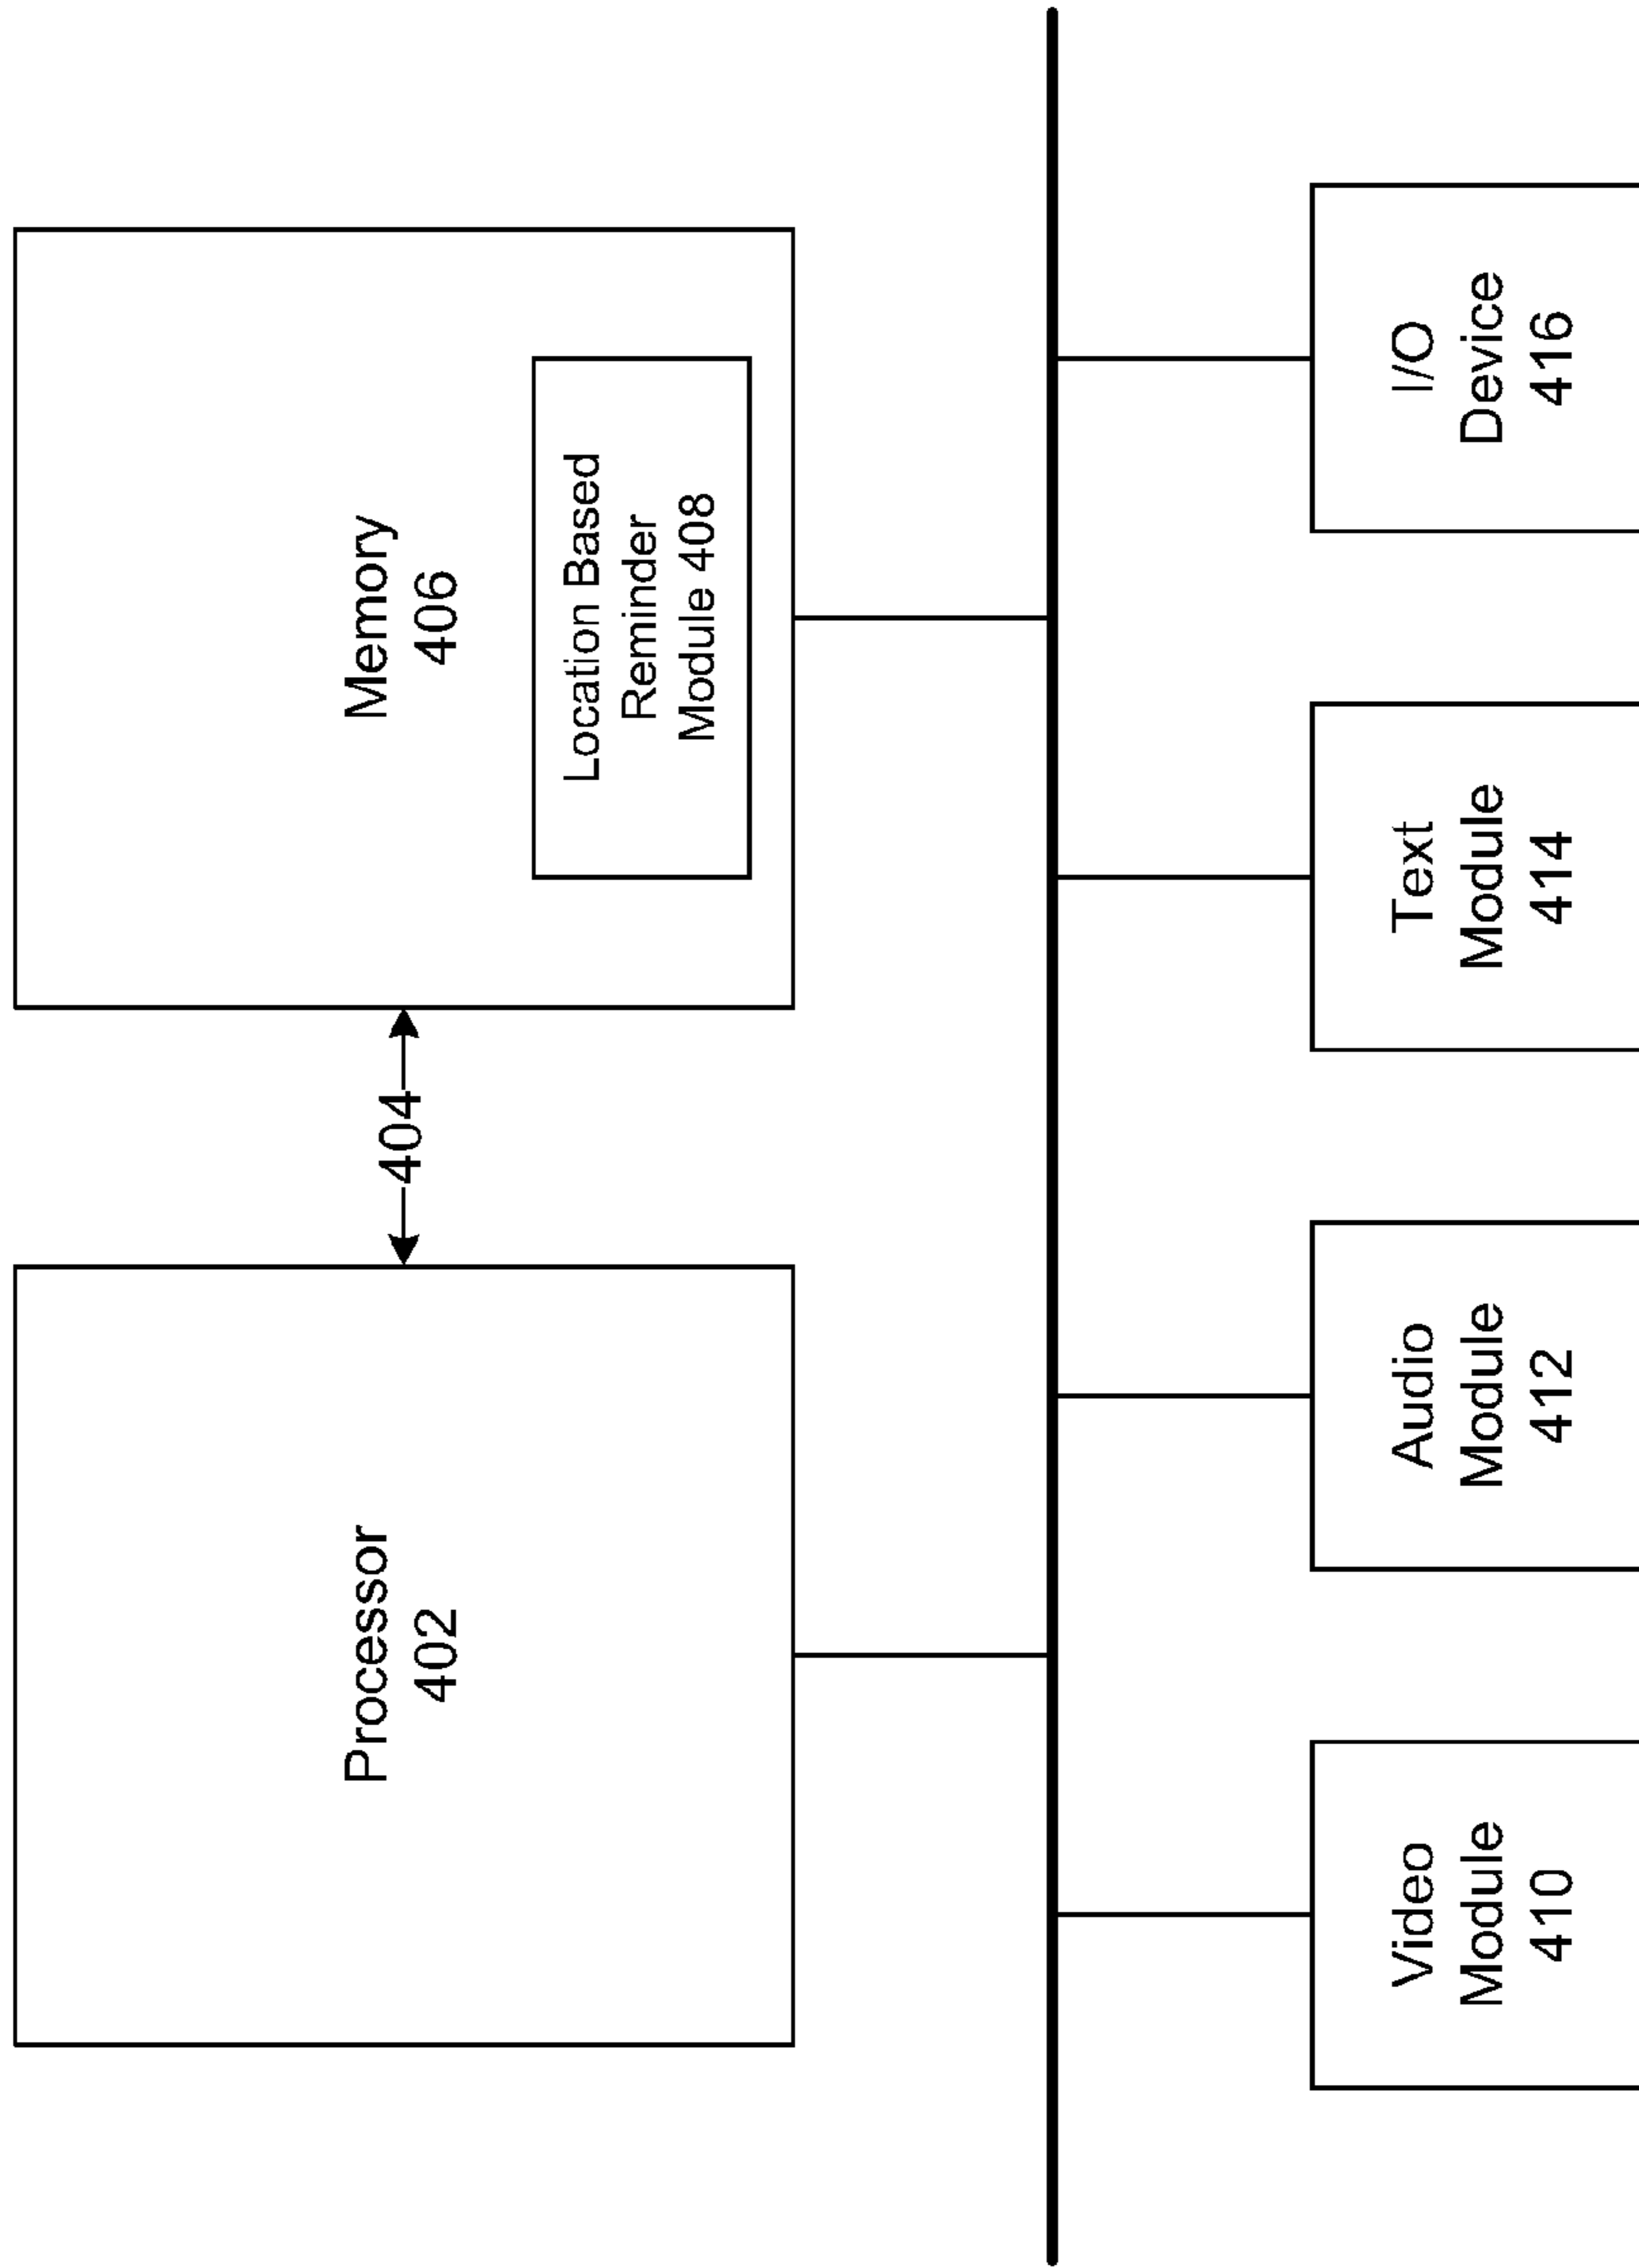 Processor
402
404
Memory
406
Location Based
Reminder
Module 408
Video
Module
410
Audio
Module
412
Text
Module
414
I/O
Device
416